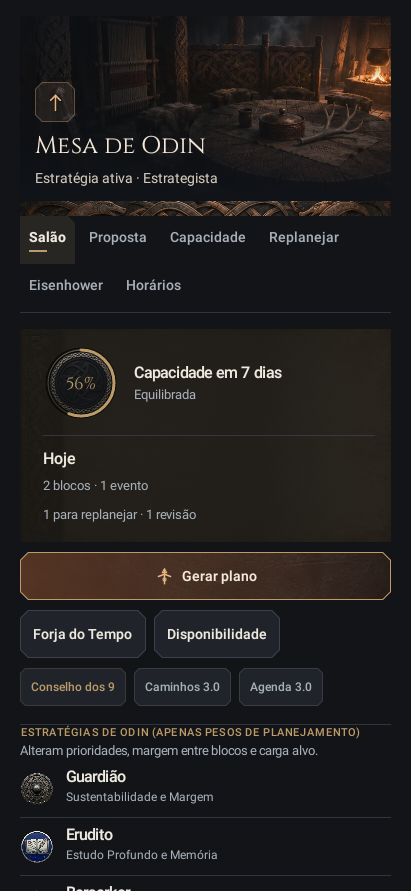 Mesa de Odin
Estratégia ativa · Estrategista
Salão
Proposta
Capacidade
Replanejar
Eisenhower
Horários
56%
Capacidade em 7 dias
Equilibrada
Hoje
2 blocos · 1 evento
1 para replanejar · 1 revisão
Gerar plano
Forja do Tempo
Disponibilidade
Conselho dos 9
Caminhos 3.0
Agenda 3.0
ESTRATÉGIAS DE ODIN (APENAS PESOS DE PLANEJAMENTO)
Alteram prioridades, margem entre blocos e carga alvo.
Guardião
Sustentabilidade e Margem
Erudito
Estudo Profundo e Memória